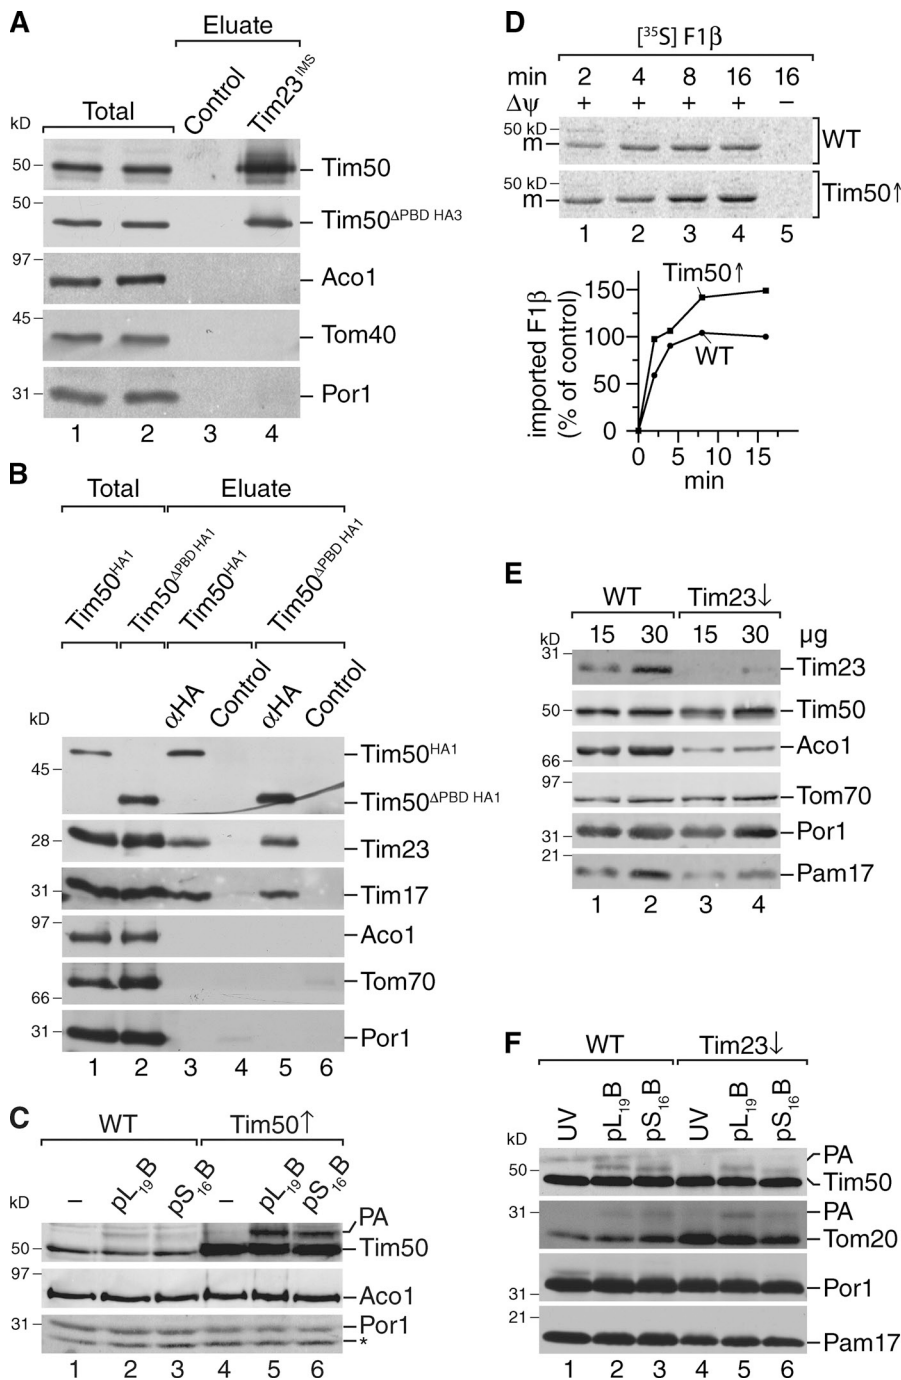 A
Eluate
Total
Control
Tim23IMS
kD
50
Tim50
50
Tim50ΔPBD HA3
97
Aco1
45
Tom40
31
Por1
1 2 3 4
B
Total Eluate
Tim50HA1
Tim50ΔPBD HA1
Tim50HA1
Tim50ΔPBD HA1
αHA
Control
αHA
Control
kD
Tim50HA1
45
Tim50ΔPBD HA1
28
Tim23
31
Tim17
97
Aco1
Tom70
66
31
Por1
1 2 3 4 5 6
C
WT Tim50↑
– pL19B pS16B – pL19B pS16B
kD
PA
50
Tim50
97
Aco1
31
Por1
*
1 2 3 4 5 6
D
[35S] F1β
min 2 4 8 16 16
Δψ + + + + –
50 kD
m
WT
50 kD
m
Tim50↑
1 2 3 4 5
imported F1β
(% of control)
150
100
50
0
Tim50↑
WT
0 5 10 15
min
E
WT Tim23↓
kD 15 30 15 30 µg
31
Tim23
50
Tim50
Aco1
66
97
Tom70
31
Por1
21
Pam17
1 2 3 4
F
WT Tim23↓
UV pL19B pS16B UV pL19B pS16B
kD
PA
50
Tim50
31
PA
Tom20
31
Por1
21
Pam17
1 2 3 4 5 6